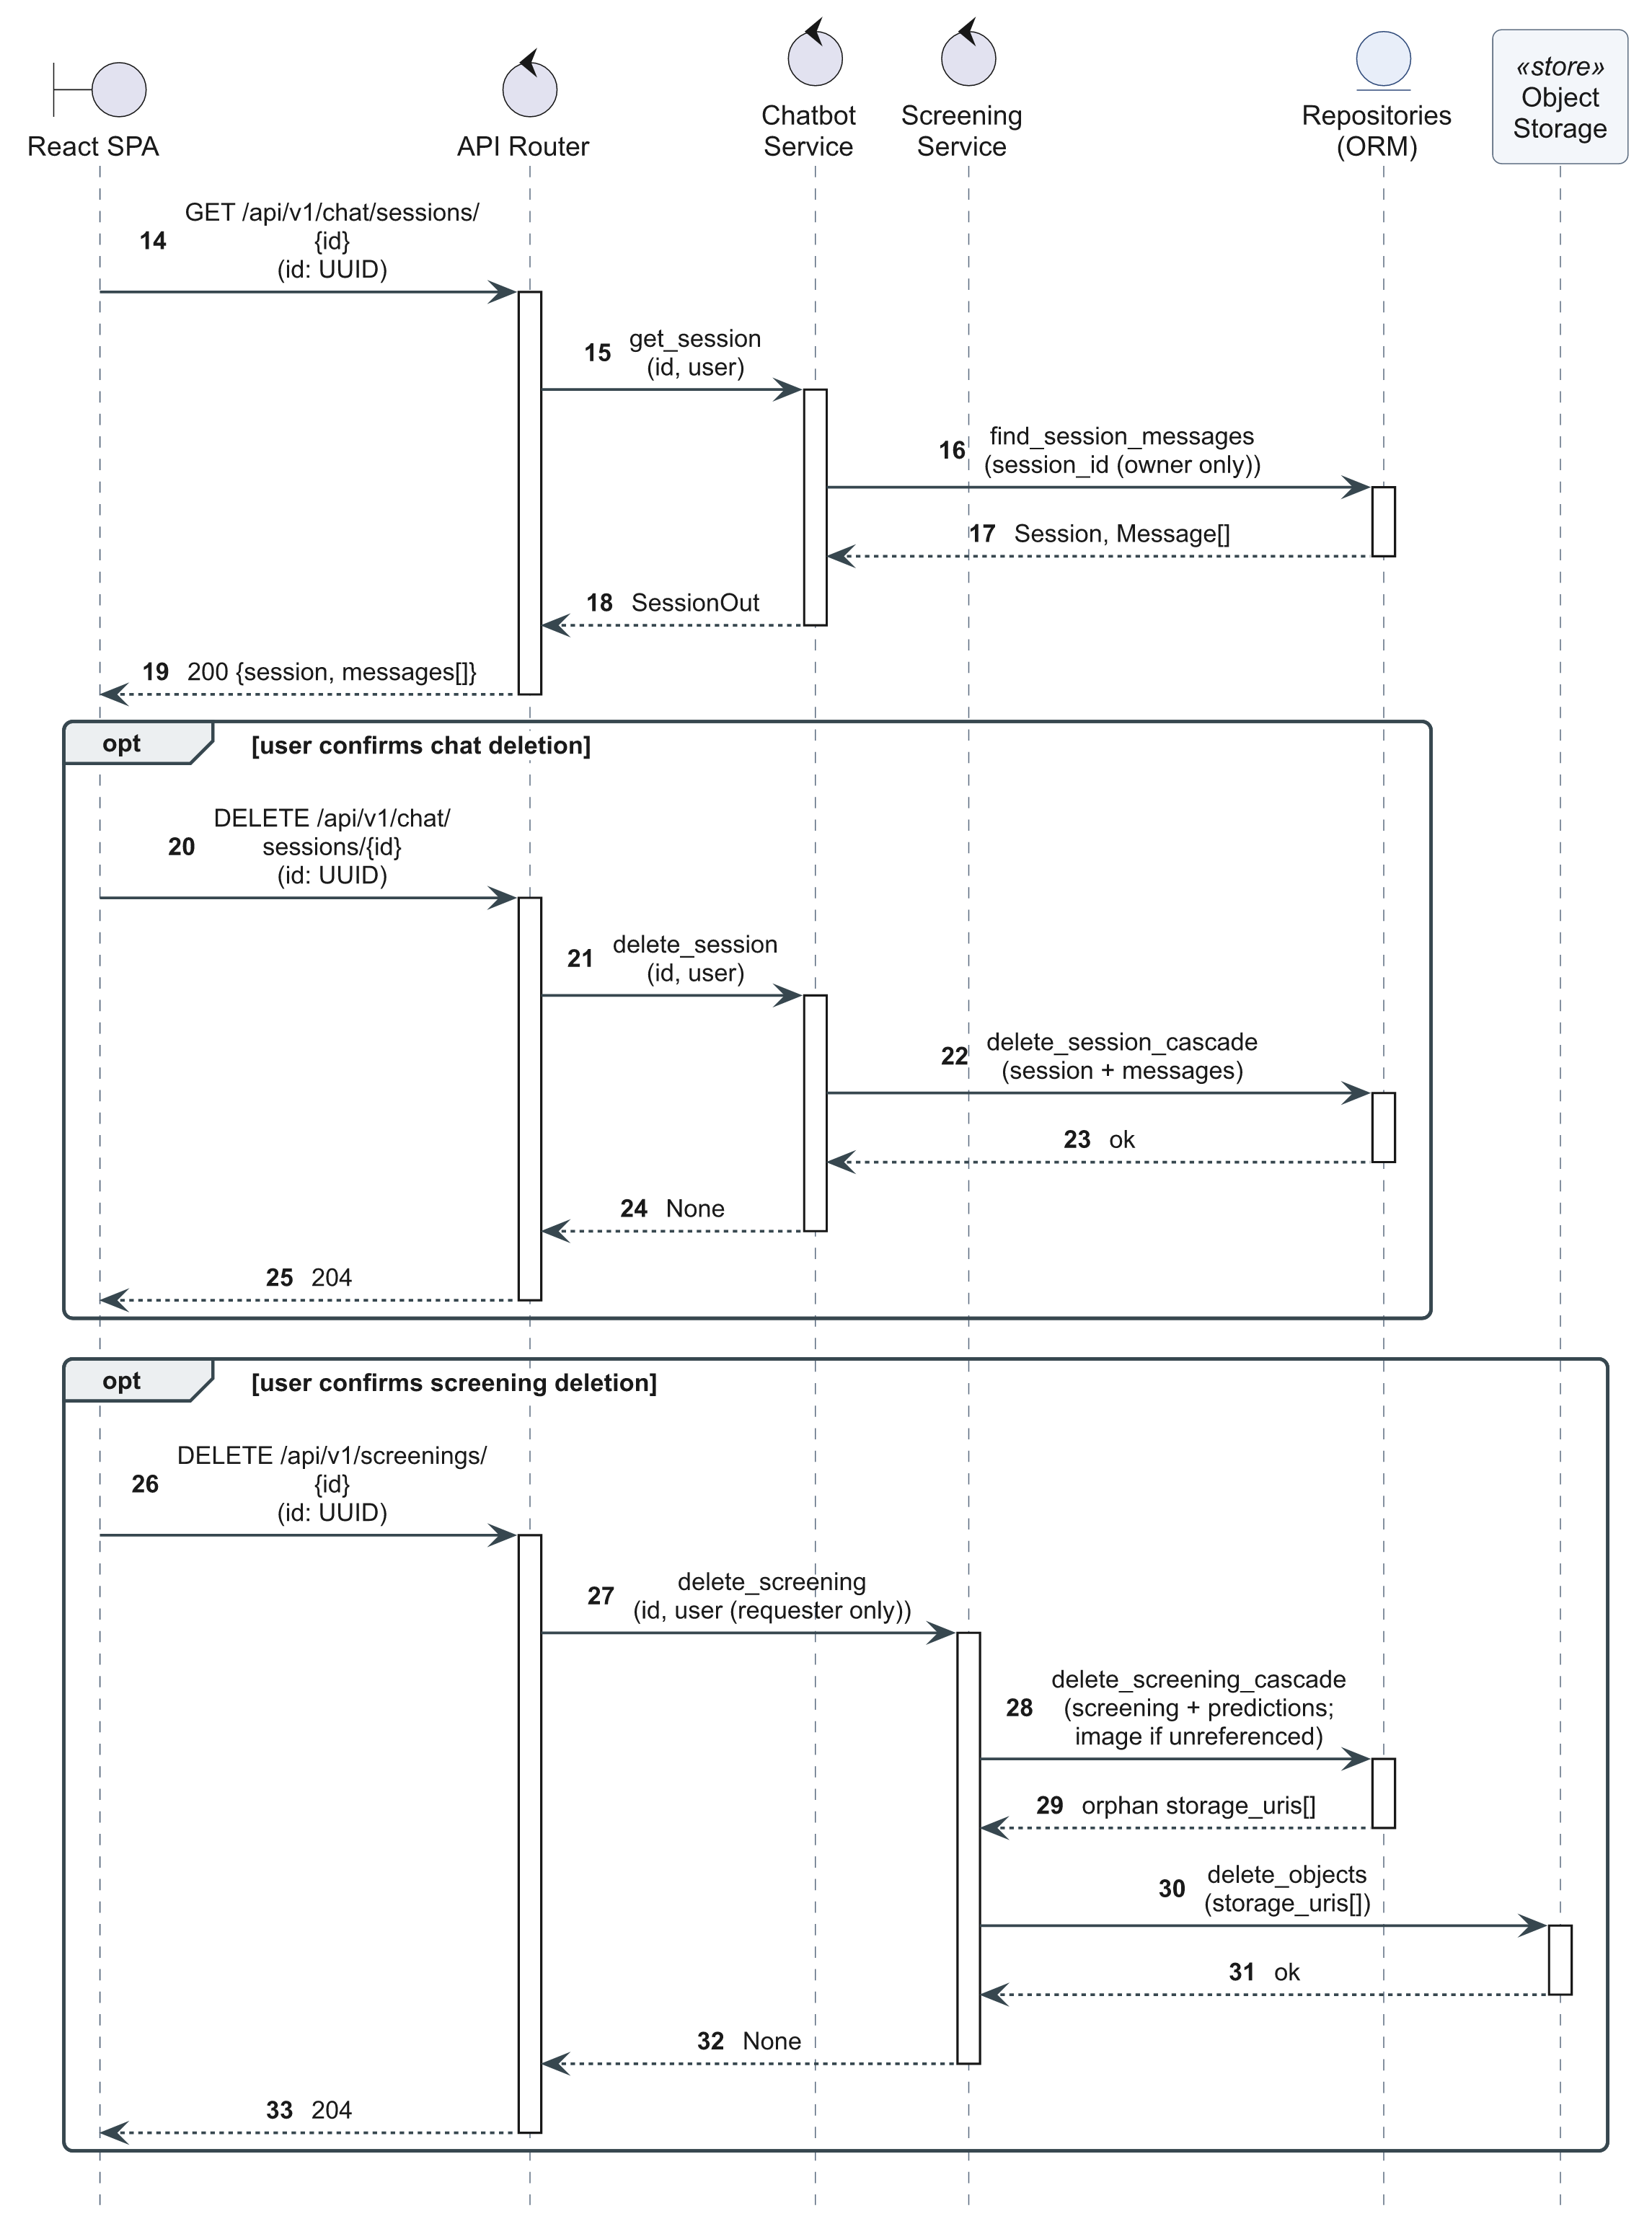 React SPA
API Router
Chatbot
Service
Screening
Service
Repositories
(ORM)
«store»
Object
Storage
GET /api/v1/chat/sessions/
14
{id}
(id: UUID)
get_session
15
(id, user)
find_session_messages
16
(session_id (owner only))
17 Session, Message[]
18 SessionOut
19 200 {session, messages[]}
opt [user confirms chat deletion]
DELETE /api/v1/chat/
20 sessions/{id}
(id: UUID)
delete_session
21
(id, user)
delete_session_cascade
22
(session + messages)
23 ok
24 None
25 204
opt [user confirms screening deletion]
DELETE /api/v1/screenings/
26 {id}
(id: UUID)
delete_screening
27
(id, user (requester only))
delete_screening_cascade
28 (screening + predictions;
image if unreferenced)
29 orphan storage_uris[]
delete_objects
30
(storage_uris[])
31 ok
32 None
33 204